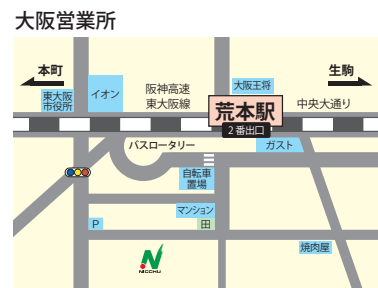 大阪営業所
本町
生駒
東大阪
市役所
イオン
阪神高速
東大阪線
大阪王将
荒本駅
2番出口
中央大通り
バスロータリー
ガスト
自転車
置場
マンション
P
田
焼肉屋
NICCHU